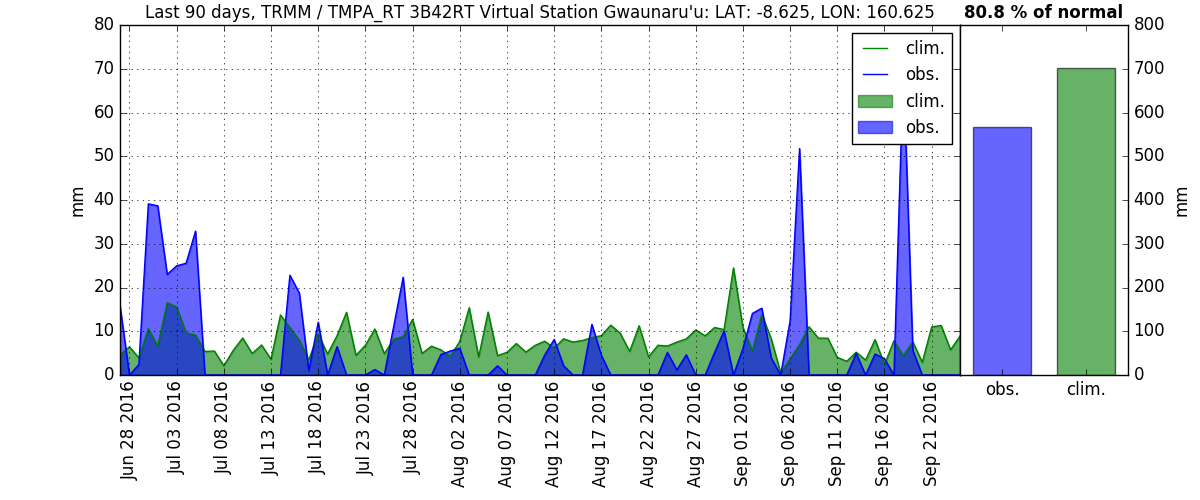 Last 90 days, TRMM / TMPA_RT 3B42RT Virtual Station Gwaunaru'u: LAT: -8.625, LON: 160.625
80.8 % of normal
80
70
60
50
40
30
20
10
0
mm
clim.
obs.
clim.
obs.
800
700
600
500
400
300
200
100
0
mm
Jun 28 2016
Jul 03 2016
Jul 08 2016
Jul 13 2016
Jul 18 2016
Jul 23 2016
Jul 28 2016
Aug 02 2016
Aug 07 2016
Aug 12 2016
Aug 17 2016
Aug 22 2016
Aug 27 2016
Sep 01 2016
Sep 06 2016
Sep 11 2016
Sep 16 2016
Sep 21 2016
obs.
clim.